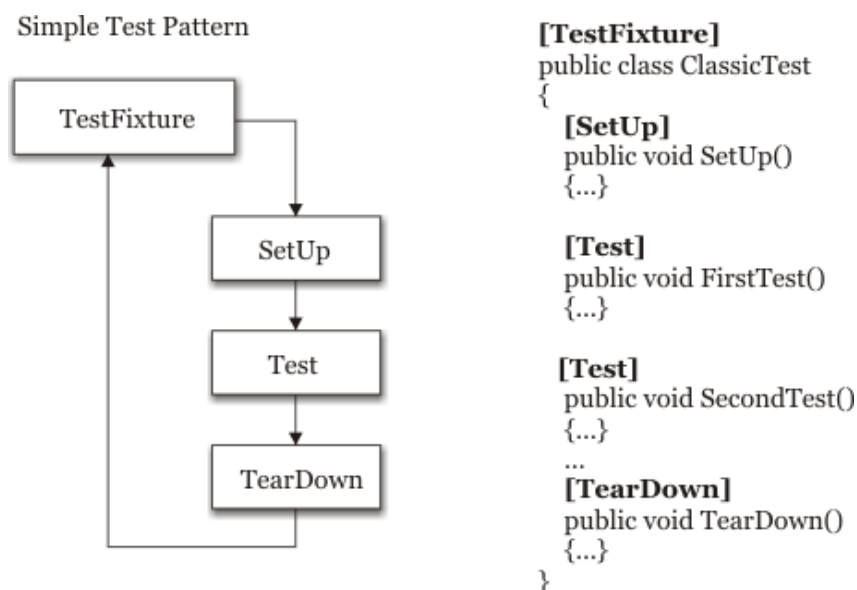 Simple Test Pattern
TestFixture
SetUp
Test
TearDown
[TestFixture]
public class ClassicTest
{
[SetUp]
public void SetUp()
{...}
[Test]
public void FirstTest()
{...}
[Test]
public void SecondTest()
{...}
...
[TearDown]
public void TearDown()
{...}
}